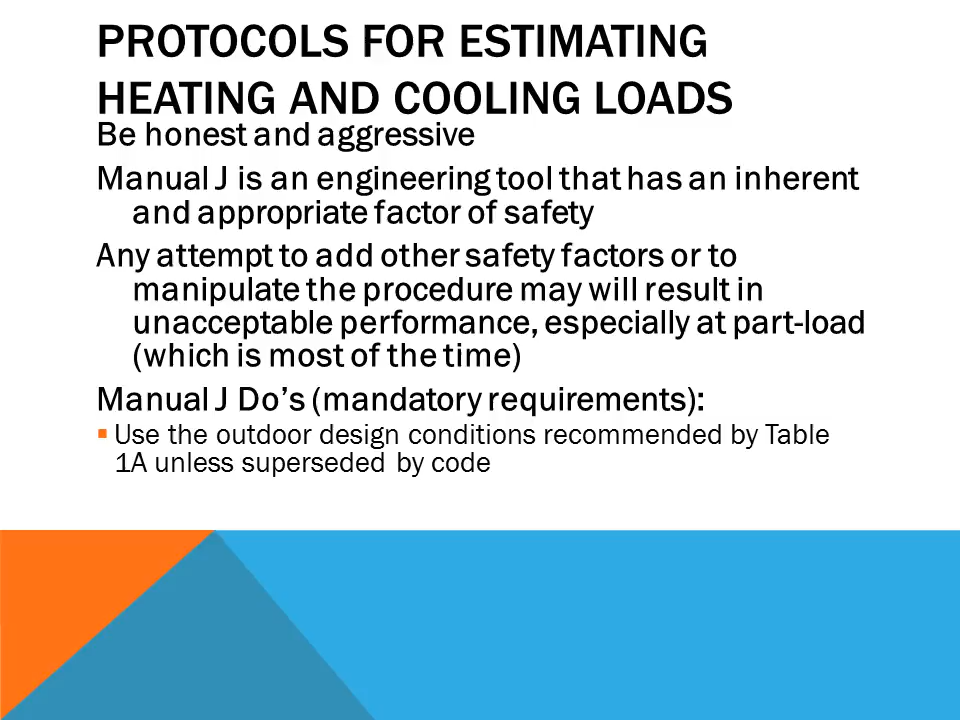 PROTOCOLS FOR ESTIMATING
HEATING AND COOLING LOADS
Be honest and aggressive
Manual J is an engineering tool that has an inherent
and appropriate factor of safety
Any attempt to add other safety factors or to
manipulate the procedure may will result in
unacceptable performance, especially at part-load
(which is most of the time)
Manual J Do's (mandatory requirements):
▪ Use the outdoor design conditions recommended by Table
1A unless superseded by code